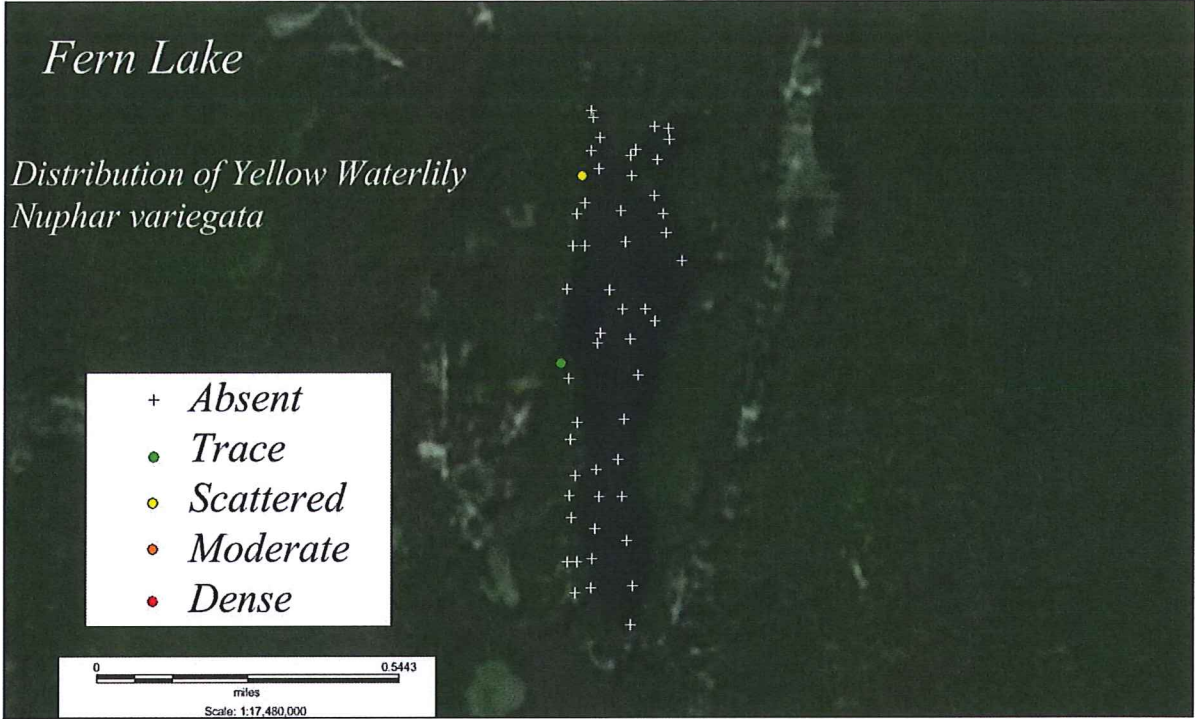 Fern Lake
Distribution of Yellow Waterlily
Nuphar variegata
Absent
Trace
Scattered
Moderate
Dense
0 0.5443
miles
Scale: 1:17,480,000